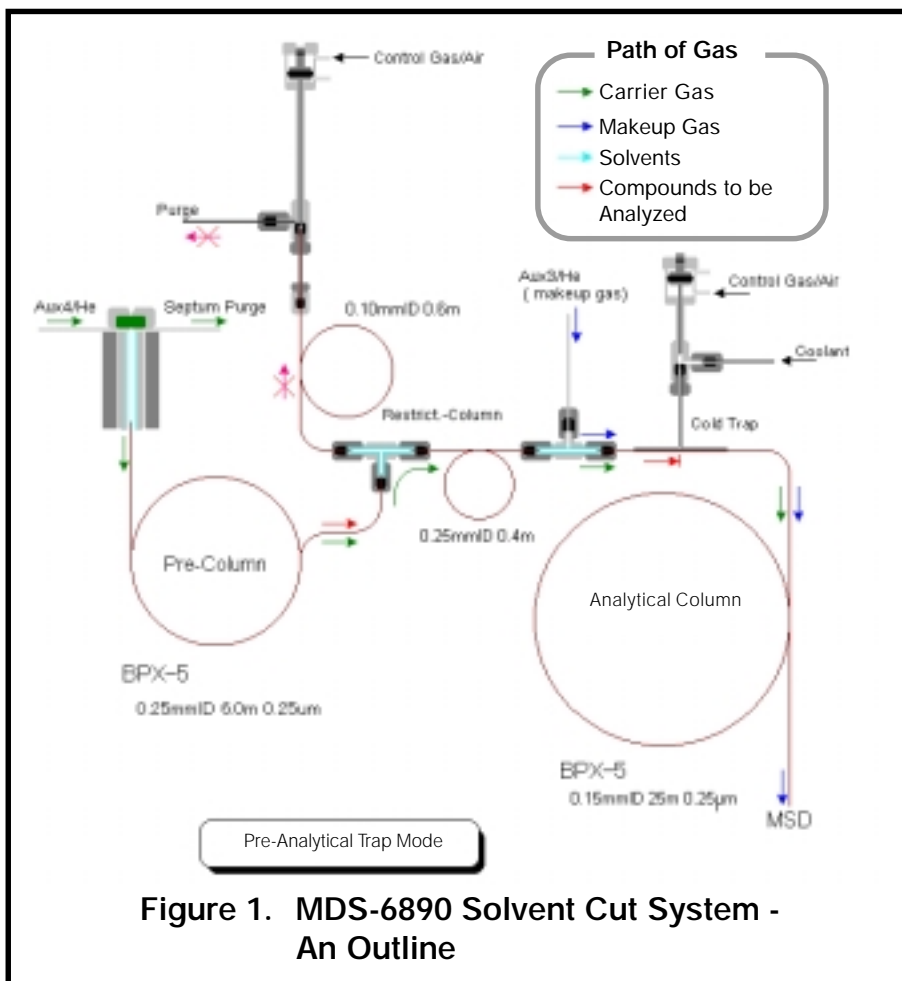 Path of Gas
Carrier Gas
Makeup Gas
Solvents
Compounds to be
Analyzed
Control Gas/Air
Purge
Aux4/He
Septum Purge
0.10mmID 0.6m
Aux3/He
( makeup gas)
Control Gas/Air
Coolant
Restrict.-Column
Cold Trap
0.25mmID 0.4m
Pre-Column
Analytical Column
BPX-5
0.25mmID 6.0m 0.25um
BPX-5
0.15mmID 25m 0.25μm
MSD
Pre-Analytical Trap Mode
Figure 1. MDS-6890 Solvent Cut System -
An Outline